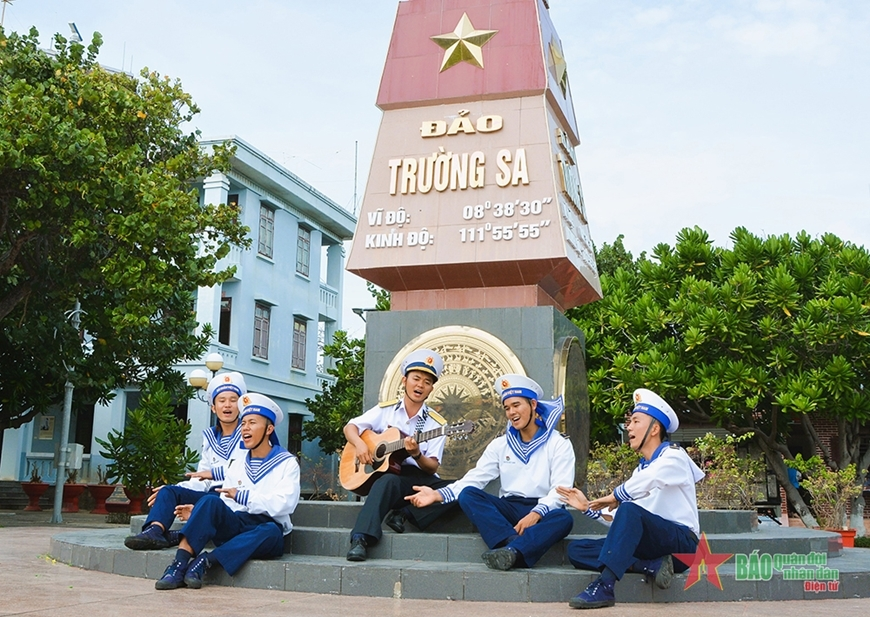 ĐẢO
TRƯỜNG SA
VĨ ĐỘ: 08° 38' 30"
KINH ĐỘ: 111° 55' 55"
BÁO Quân đội
nhân dân
Điện tử